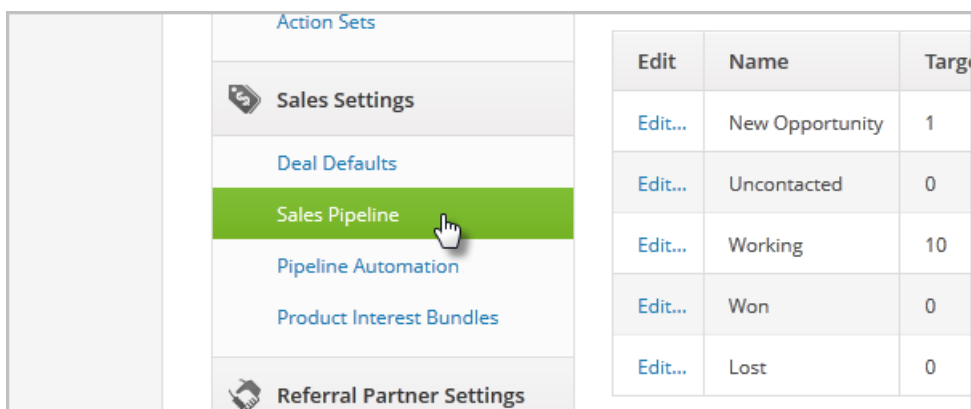 Action Sets
Sales Settings
Deal Defaults
Sales Pipeline
Pipeline Automation
Product Interest Bundles
Referral Partner Settings
Edit Name Targe
Edit... New Opportunity 1
Edit... Uncontacted 0
Edit... Working 10
Edit... Won 0
Edit... Lost 0